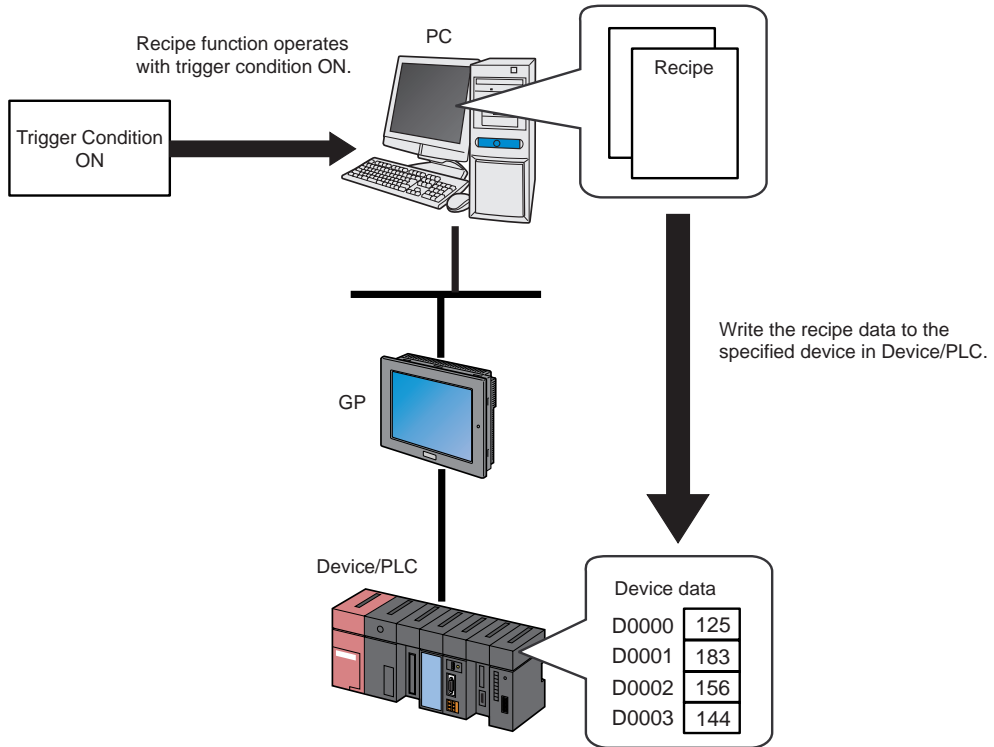 Recipe function operates
with trigger condition ON.
PC
Recipe
Trigger Condition
ON
Write the recipe data to the
specified device in Device/PLC.
GP
Device/PLC
Device data
D0000 125
D0001 183
D0002 156
D0003 144